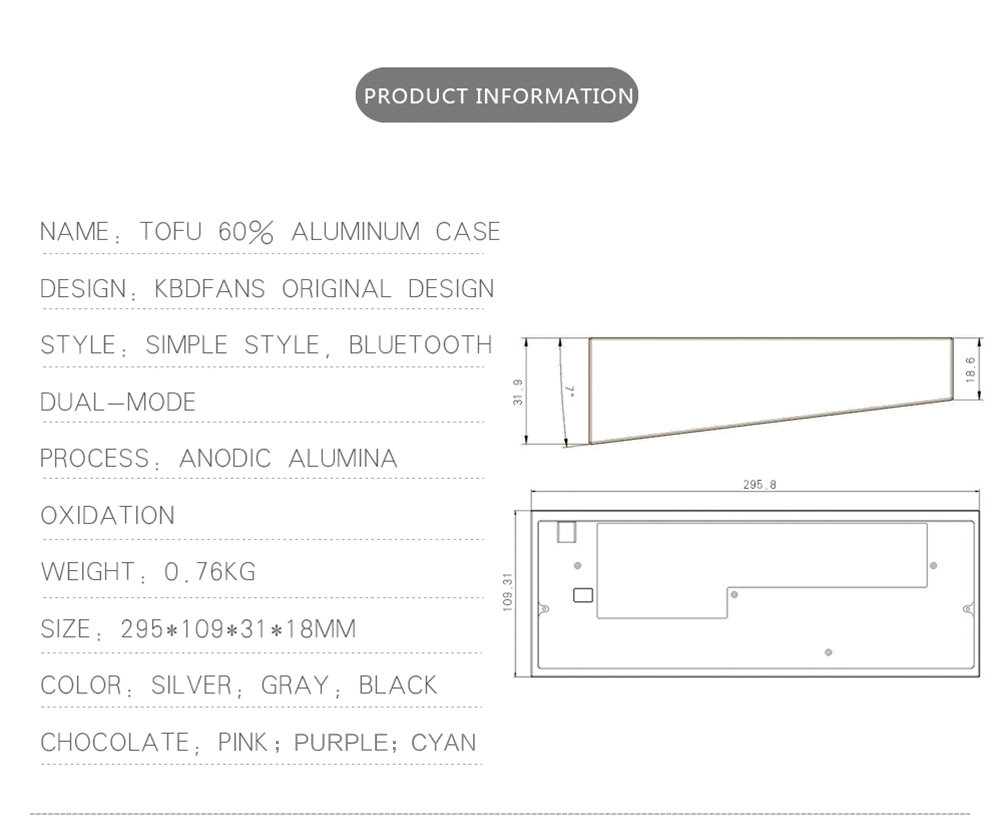 PRODUCT INFORMATION
NAME: TOFU 60% ALUMINUM CASE
DESIGN: KBDFANS ORIGINAL DESIGN
STYLE: SIMPLE STYLE, BLUETOOTH
DUAL-MODE
PROCESS: ANODIC ALUMINA
OXIDATION
WEIGHT: 0.76KG
SIZE: 295*109*31*18MM
COLOR: SILVER; GRAY; BLACK
CHOCOLATE; PINK; PURPLE; CYAN
31.9
7°
18.6
295.8
109.31